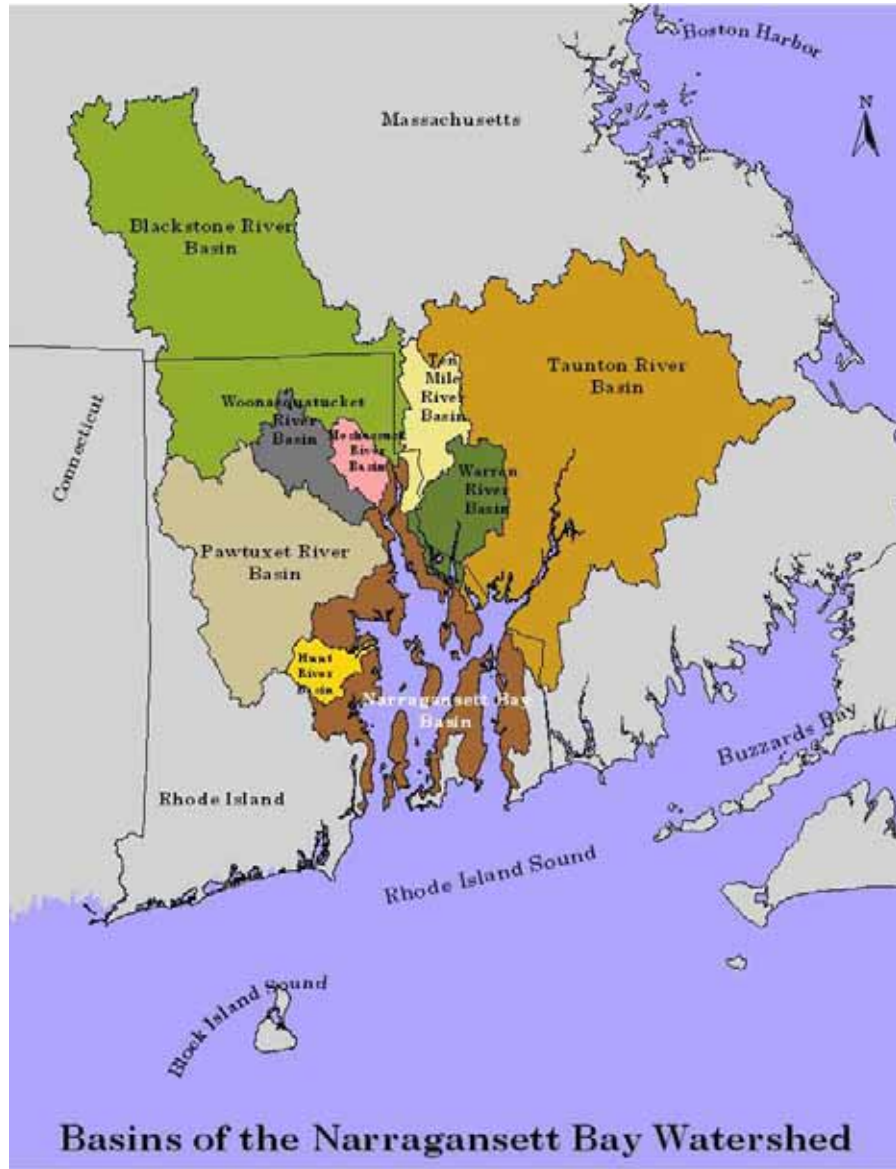 Boston Harbor
N
Massachusetts
Blackstone River
Basin
Taunton River
Basin
Ten
Mile
River
Basin
Woonasquatucket
River
Basin
River
Basin
Warren
River
Basin
Connecticut
Pawtuxet River
Basin
Hunt
River
Basin
Narragansett Bay
Basin
Buzzards Bay
Rhode Island
Rhode Island Sound
Block Island Sound
Basins of the Narragansett Bay Watershed